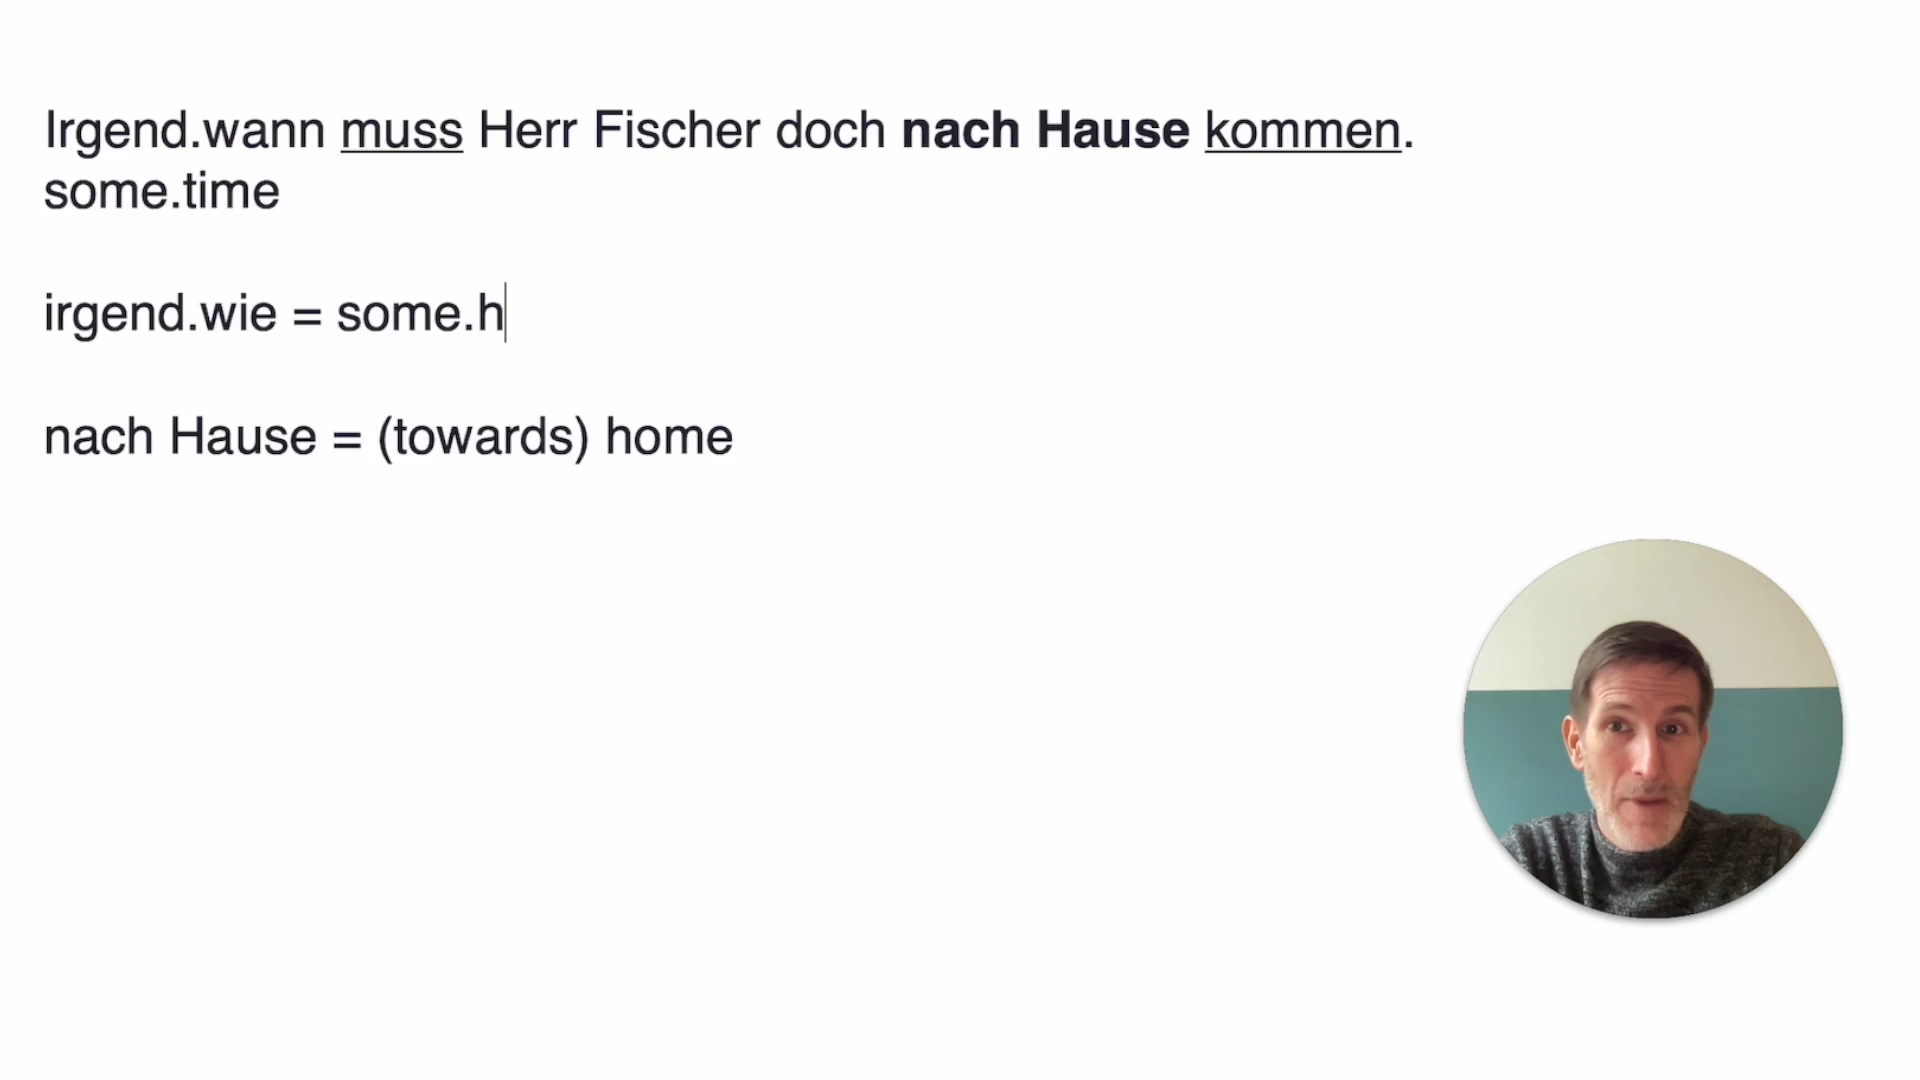 Irgend.wann muss Herr Fischer doch nach Hause kommen.
some.time
irgend.wie = some.h
nach Hause = (towards) home